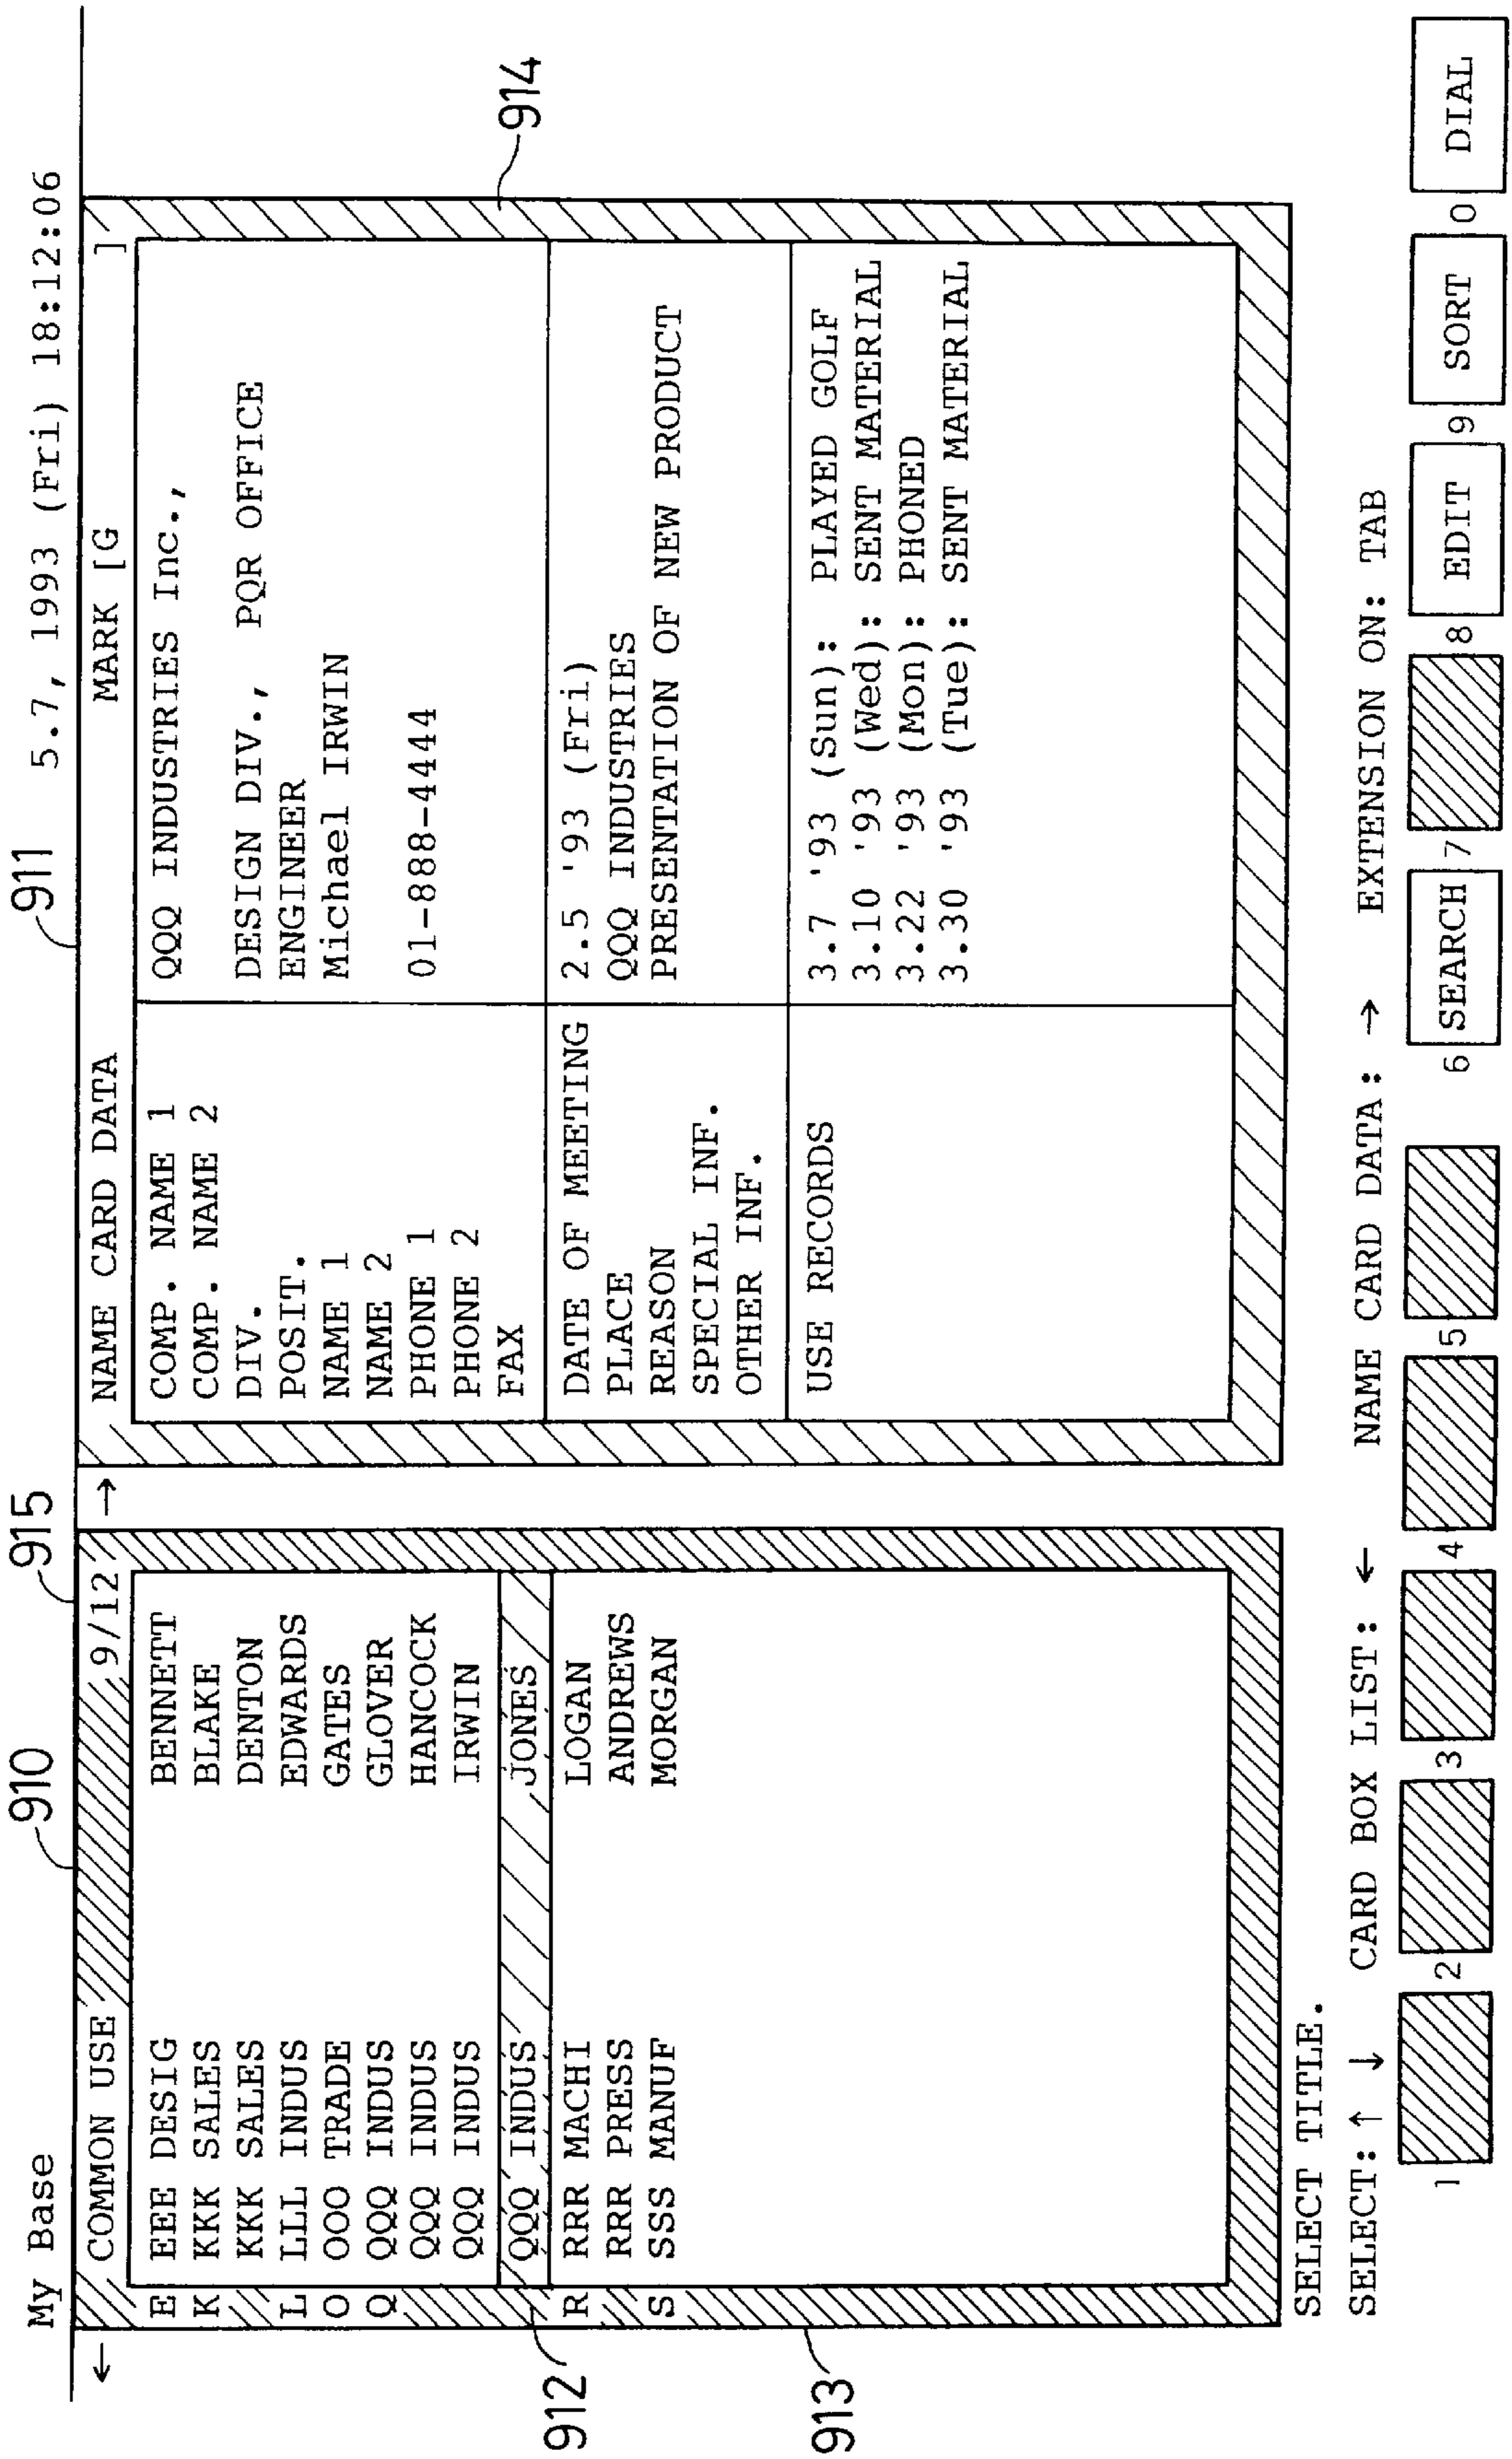 910 915 911
My Base 5.7, 1993 (Fri) 18:12:06
← COMMON USE 9/12 → NAME CARD DATA MARK [G ]
E EEE DESIG BENNETT
K KKK SALES BLAKE
KKK SALES DENTON
L LLL INDUS EDWARDS
O OOO TRADE GATES
Q QQQ INDUS GLOVER
QQQ INDUS HANCOCK
QQQ INDUS IRWIN
QQQ INDUS JONES
R RRR MACHI LOGAN
RRR PRESS ANDREWS
S SSS MANUF MORGAN
912
913
COMP. NAME 1 QQQ INDUSTRIES Inc.,
COMP. NAME 2
DIV. DESIGN DIV., PQR OFFICE
POSIT. ENGINEER
NAME 1 Michael IRWIN
NAME 2
PHONE 1 01-888-4444
PHONE 2
FAX
DATE OF MEETING 2.5 '93 (Fri)
PLACE QQQ INDUSTRIES
REASON PRESENTATION OF NEW PRODUCT
SPECIAL INF.
OTHER INF.
USE RECORDS 3.7 '93 (Sun): PLAYED GOLF
3.10 '93 (Wed): SENT MATERIAL
3.22 '93 (Mon): PHONED
3.30 '93 (Tue): SENT MATERIAL
914
SELECT TITLE.
SELECT: ↑ ↓ CARD BOX LIST: ← NAME CARD DATA: → EXTENSION ON: TAB
1 2 3 4 5 6 SEARCH 7 8 EDIT 9 SORT 0 DIAL